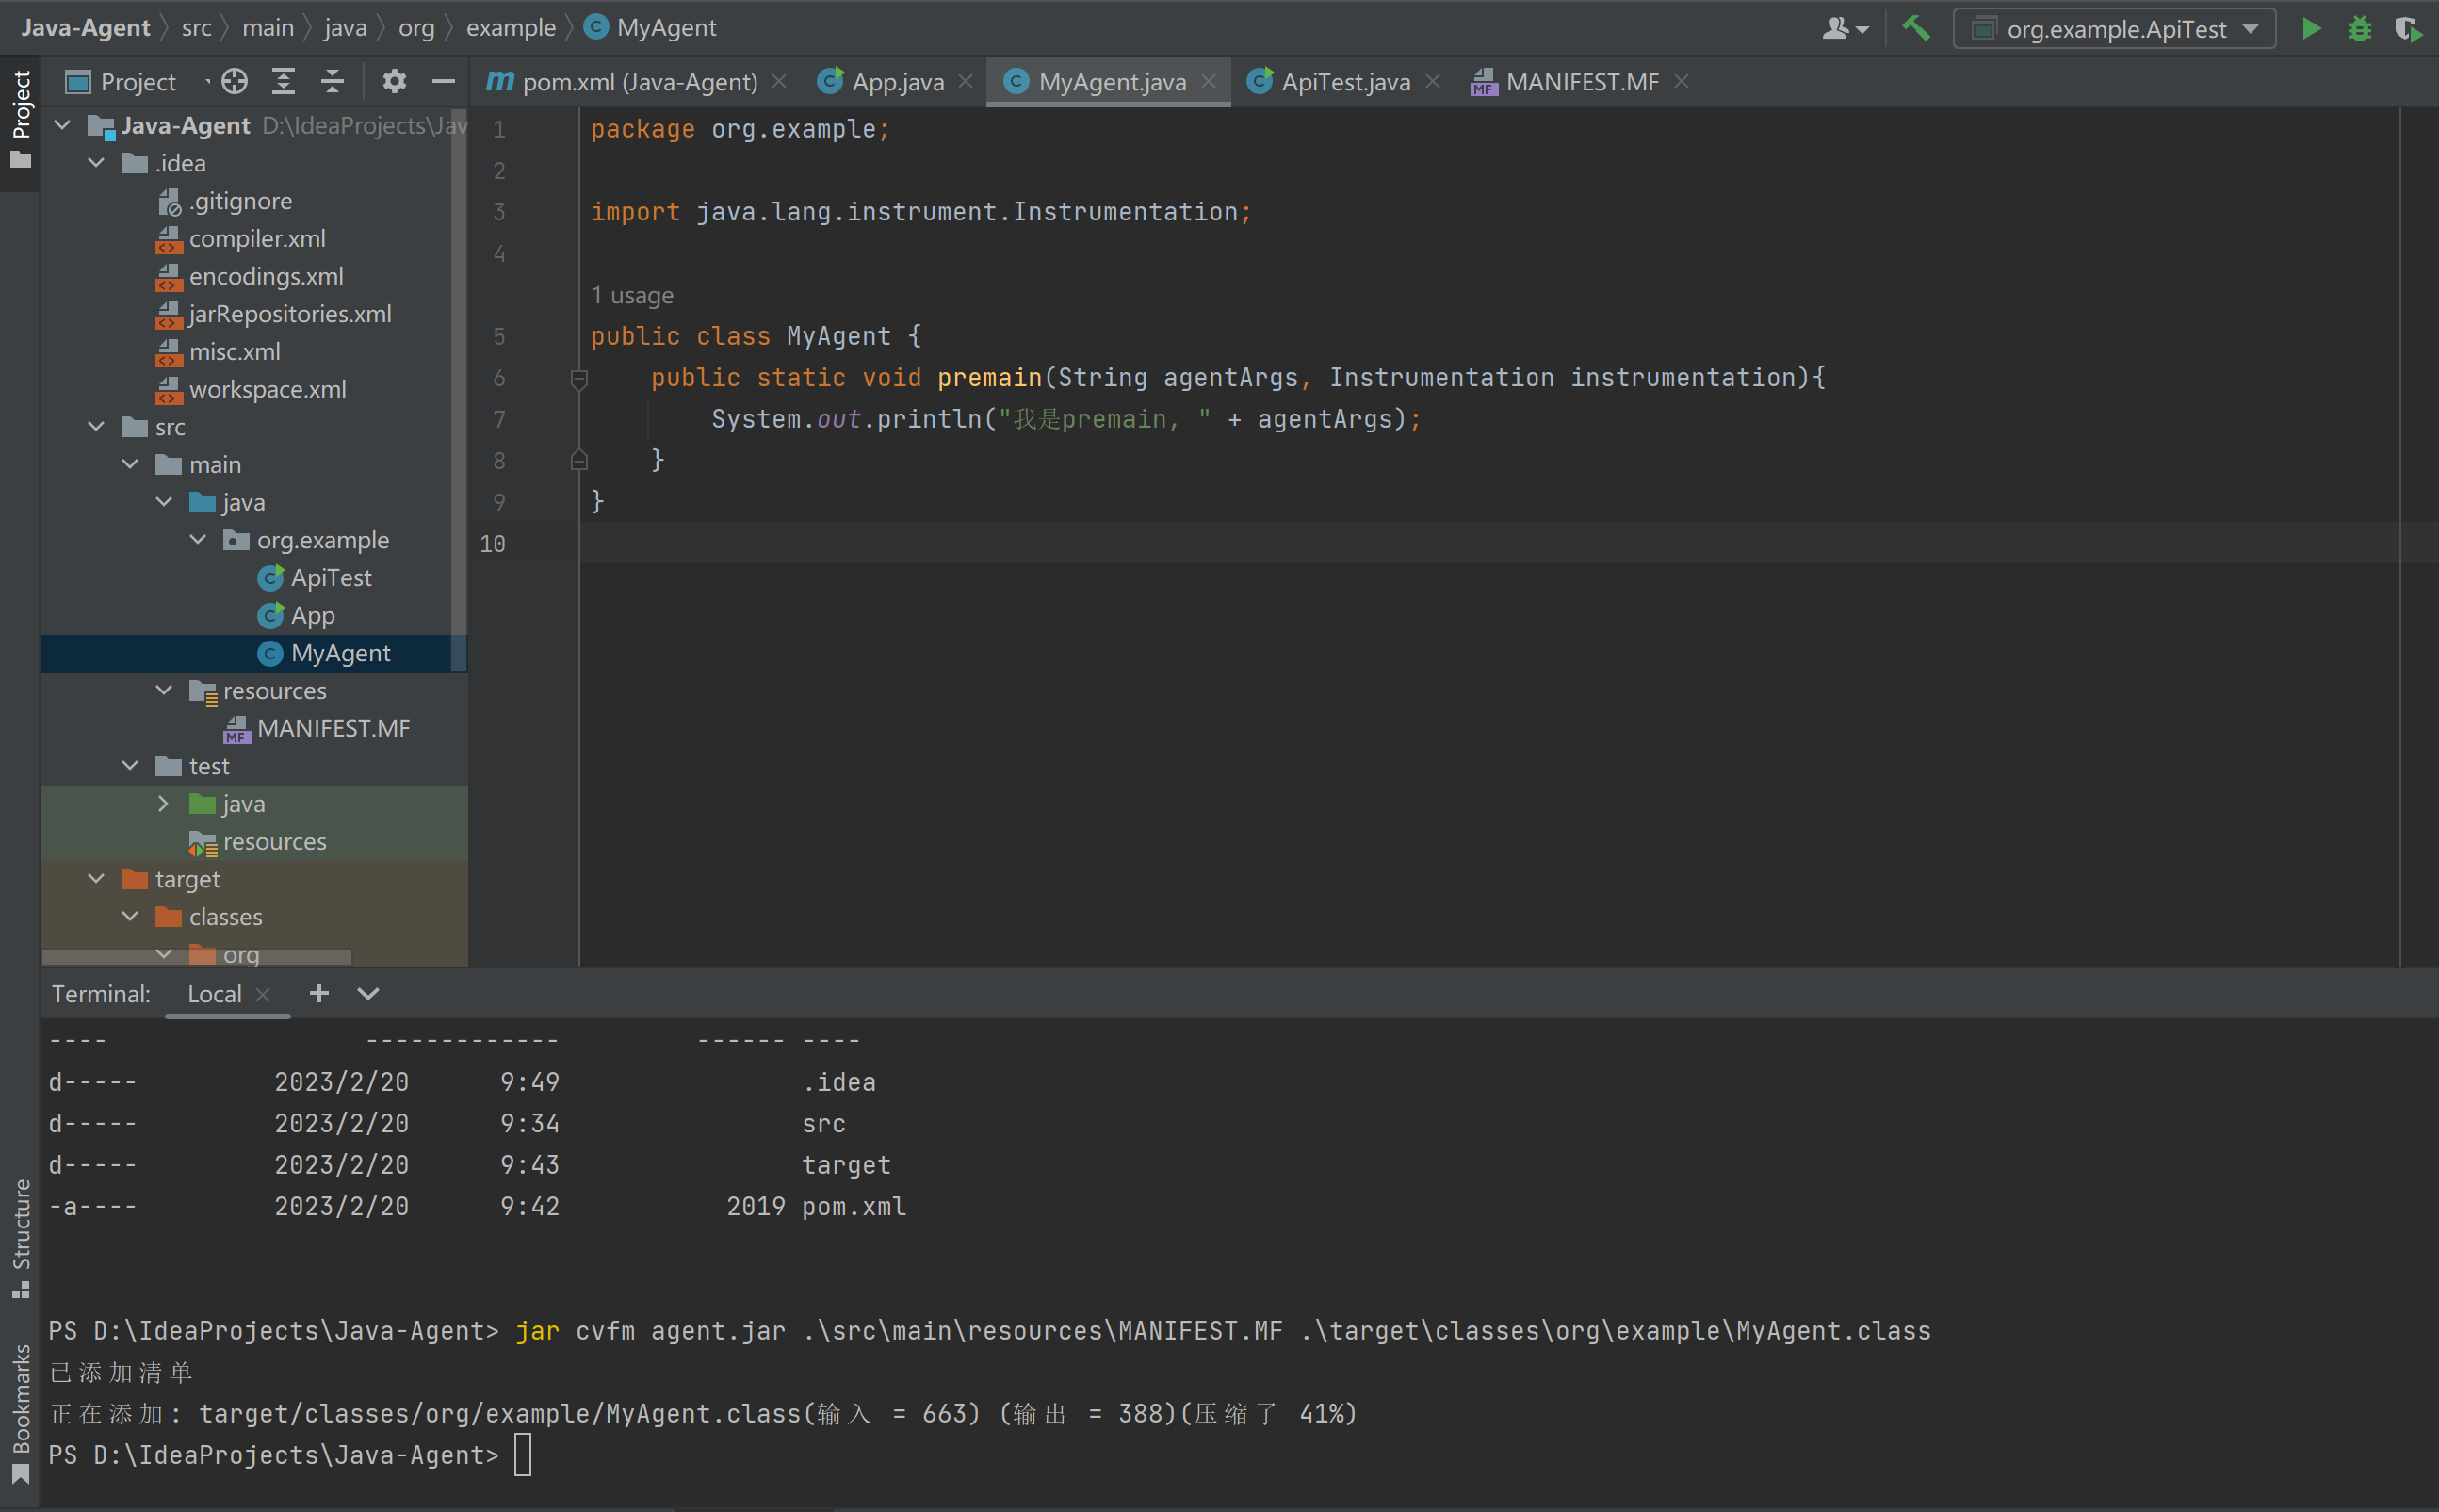 Java-Agent src main java org example MyAgent org.example.ApiTest
Project pom.xml (Java-Agent) App.java MyAgent.java ApiTest.java MANIFEST.MF
Project
Structure
Bookmarks
Java-Agent D:\IdeaProjects\Jav
.idea
.gitignore
compiler.xml
encodings.xml
jarRepositories.xml
misc.xml
workspace.xml
src
main
java
org.example
ApiTest
App
MyAgent
resources
MANIFEST.MF
test
java
resources
target
classes
org
1 package org.example;
2
3 import java.lang.instrument.Instrumentation;
4
1 usage
5 public class MyAgent {
6 public static void premain(String agentArgs, Instrumentation instrumentation){
7 System.out.println("我是premain, " + agentArgs);
8 }
9 }
10
Terminal: Local
---- ------------- ------ ----
d----- 2023/2/20 9:49 .idea
d----- 2023/2/20 9:34 src
d----- 2023/2/20 9:43 target
-a---- 2023/2/20 9:42 2019 pom.xml
PS D:\IdeaProjects\Java-Agent> jar cvfm agent.jar .\src\main\resources\MANIFEST.MF .\target\classes\org\example\MyAgent.class
已添加清单
正在添加: target/classes/org/example/MyAgent.class(输入 = 663) (输出 = 388)(压缩了 41%)
PS D:\IdeaProjects\Java-Agent>